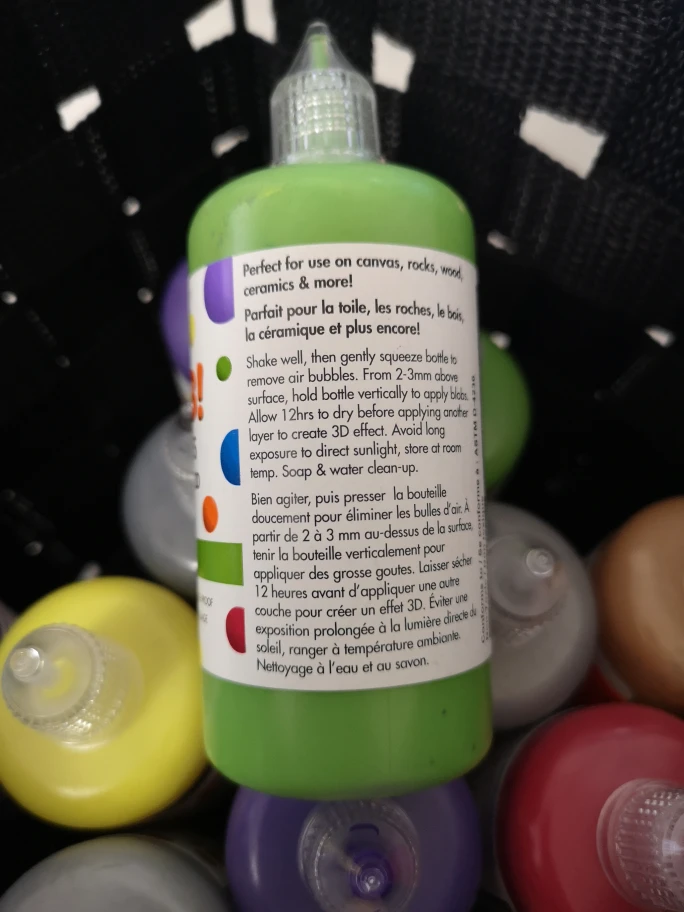 Perfect for use on canvas, rocks, wood,
ceramics & more!
Parfait pour la toile, les roches, le bois,
la céramique et plus encore!
Shake well, then gently squeeze bottle to
remove air bubbles. From 2-3mm above
surface, hold bottle vertically to apply blobs.
Allow 12hrs to dry before applying another
layer to create 3D effect. Avoid long
exposure to direct sunlight, store at room
temp. Soap & water clean-up.
Bien agiter, puis presser la bouteille
doucement pour éliminer les bulles d'air. À
partir de 2 à 3 mm au-dessus de la surface,
tenir la bouteille verticalement pour
appliquer des grosse goutes. Laisser sécher
12 heures avant d'appliquer une autre
couche pour créer un effet 3D. Éviter une
exposition prolongée à la lumière directe du
soleil, ranger à température ambiante.
Nettoyage à l'eau et au savon.